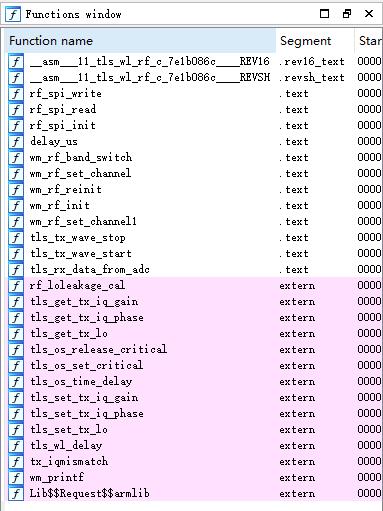 Functions window
Function name Segment Star
__asm___11_tls_wl_rf_c_7e1b086c____REV16 .rev16_text 0000
__asm___11_tls_wl_rf_c_7e1b086c____REVSH .revsh_text 0000
rf_spi_write .text 0000
rf_spi_read .text 0000
rf_spi_init .text 0000
delay_us .text 0000
wm_rf_band_switch .text 0000
wm_rf_set_channel .text 0000
wm_rf_reinit .text 0000
wm_rf_init .text 0000
wm_rf_set_channel1 .text 0000
tls_tx_wave_stop .text 0000
tls_tx_wave_start .text 0000
tls_rx_data_from_adc .text 0000
rf_loleakage_cal extern 0000
tls_get_tx_iq_gain extern 0000
tls_get_tx_iq_phase extern 0000
tls_get_tx_lo extern 0000
tls_os_release_critical extern 0000
tls_os_set_critical extern 0000
tls_os_time_delay extern 0000
tls_set_tx_iq_gain extern 0000
tls_set_tx_iq_phase extern 0000
tls_set_tx_lo extern 0000
tls_wl_delay extern 0000
tx_iqmismatch extern 0000
wm_printf extern 0000
Lib$$Request$$armlib extern 0000